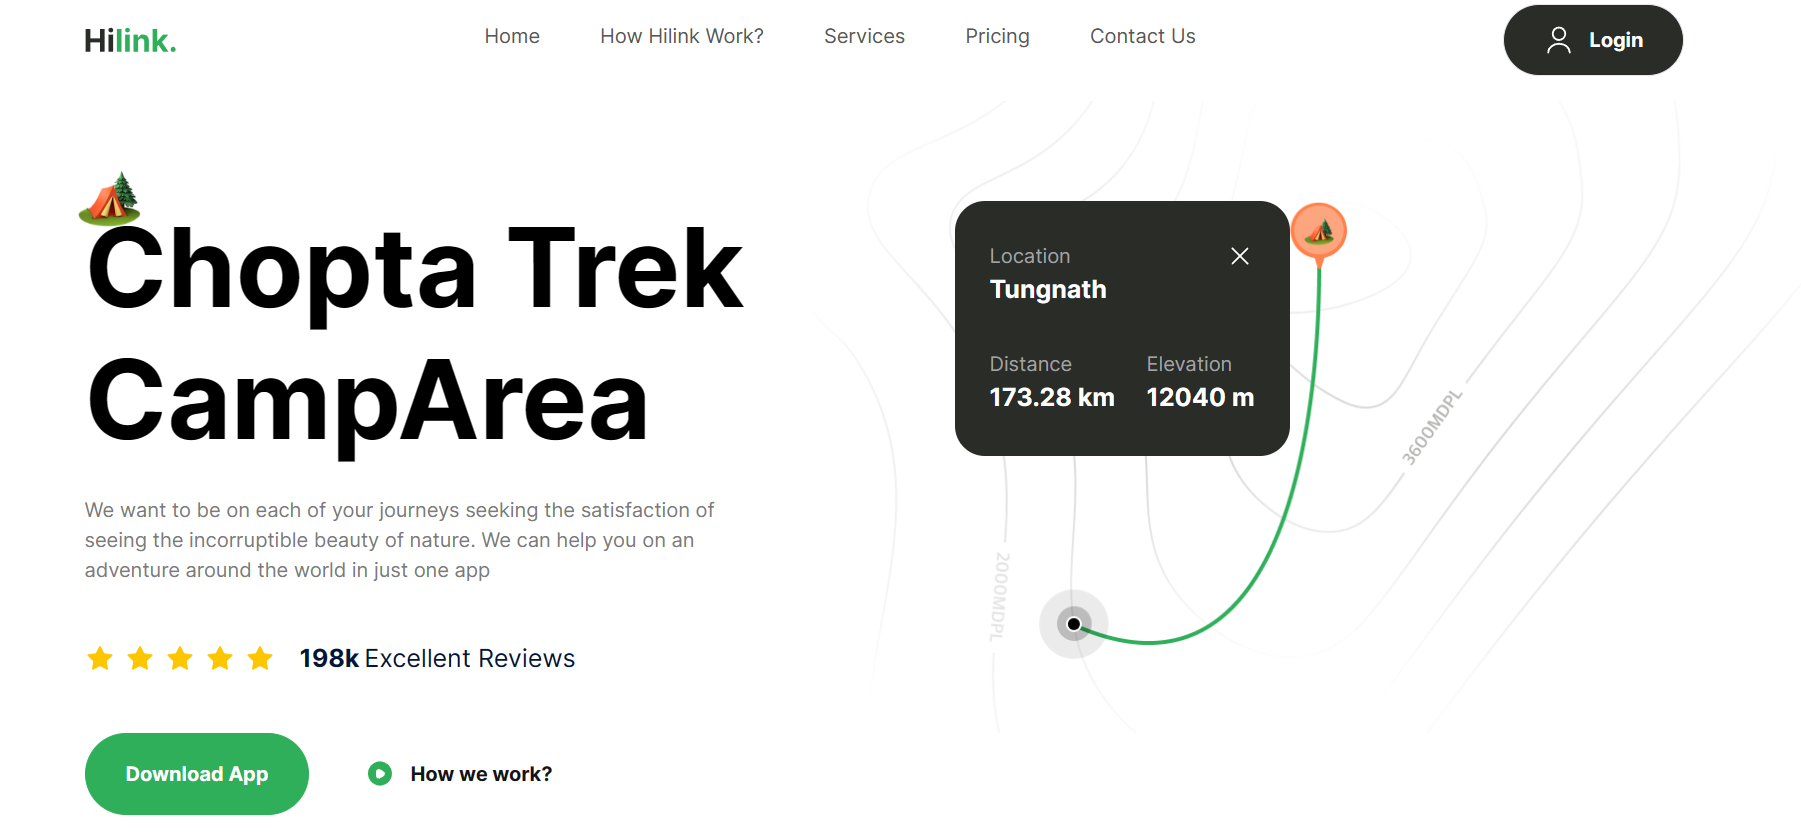 Hilink.
Home
How Hilink Work?
Services
Pricing
Contact Us
Login
Chopta Trek
CampArea
We want to be on each of your journeys seeking the satisfaction of
seeing the incorruptible beauty of nature. We can help you on an
adventure around the world in just one app
198k Excellent Reviews
Download App
How we work?
Location
Tungnath
Distance
Elevation
173.28 km
12040 m
3600MDPL
2000MDPL